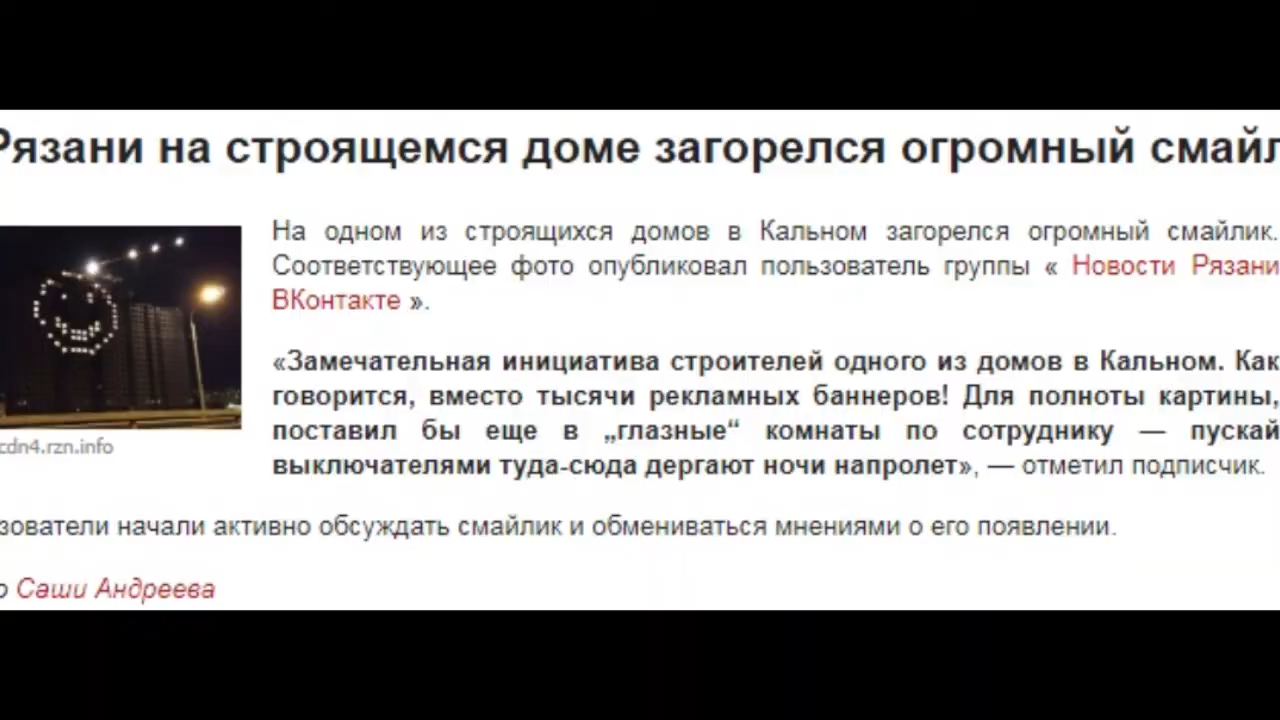 Рязани на строящемся доме загорелся огромный смайл
На одном из строящихся домов в Кальном загорелся огромный смайлик.
Соответствующее фото опубликовал пользователь группы « Новости Рязани
ВКонтакте ».
«Замечательная инициатива строителей одного из домов в Кальном. Как
говорится, вместо тысячи рекламных баннеров! Для полноты картины,
поставил бы еще в „глазные“ комнаты по сотруднику — пускай
выключателями туда-сюда дергают ночи напролет», — отметил подписчик.
cdn4.rzn.info
зователи начали активно обсуждать смайлик и обмениваться мнениями о его появлении.
о Саши Андреева